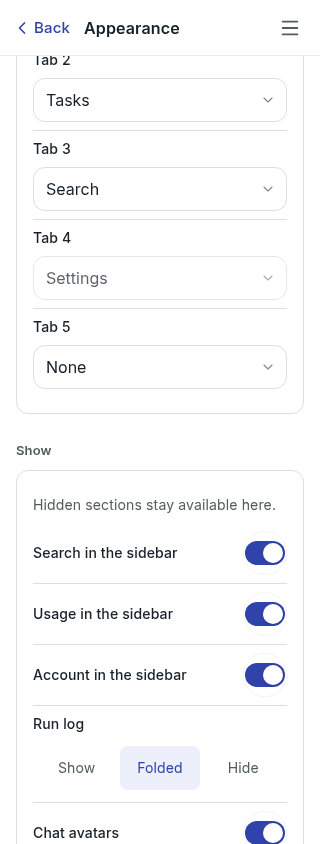 Back Appearance
Tab 2
Tasks
Tab 3
Search
Tab 4
Settings
Tab 5
None
Show
Hidden sections stay available here.
Search in the sidebar
Usage in the sidebar
Account in the sidebar
Run log
Show Folded Hide
Chat avatars